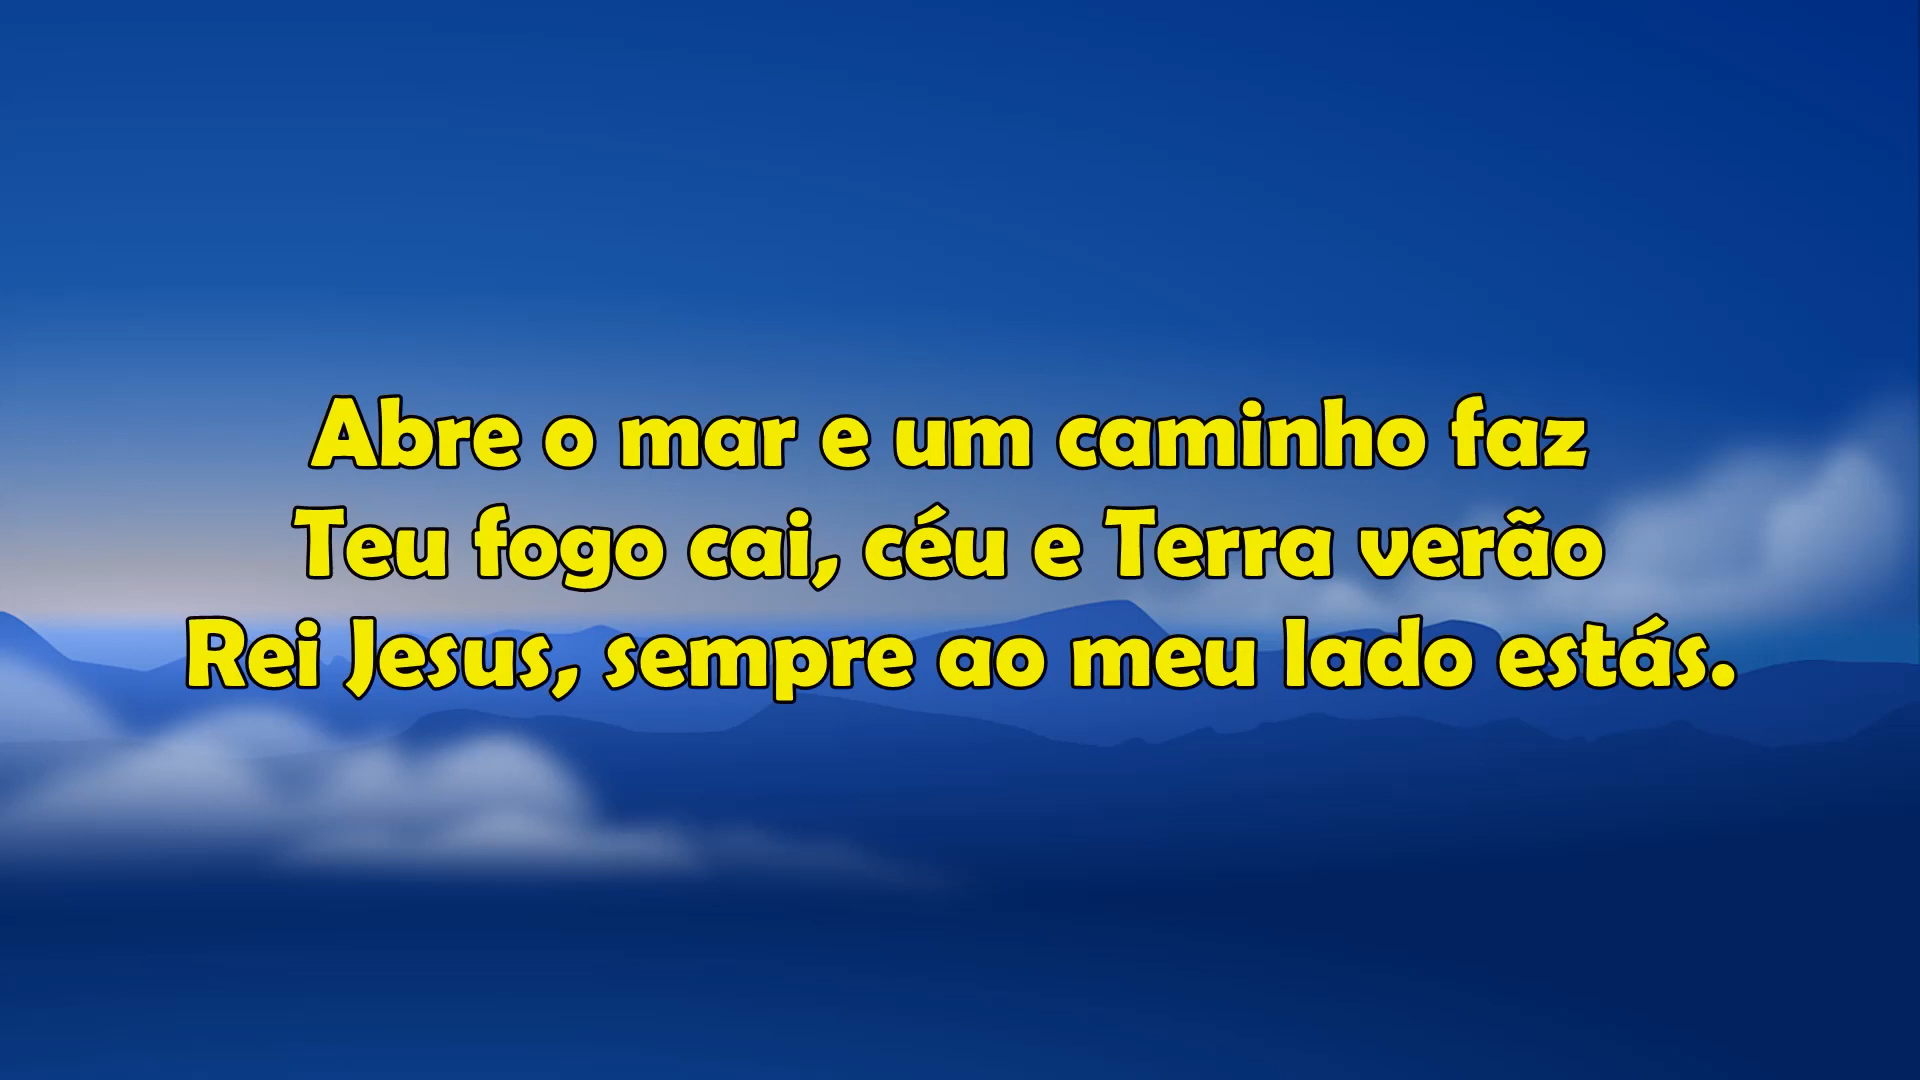 Abre o mar e um caminho faz
Teu fogo cai, céu e Terra verão
Rei Jesus, sempre ao meu lado estás.